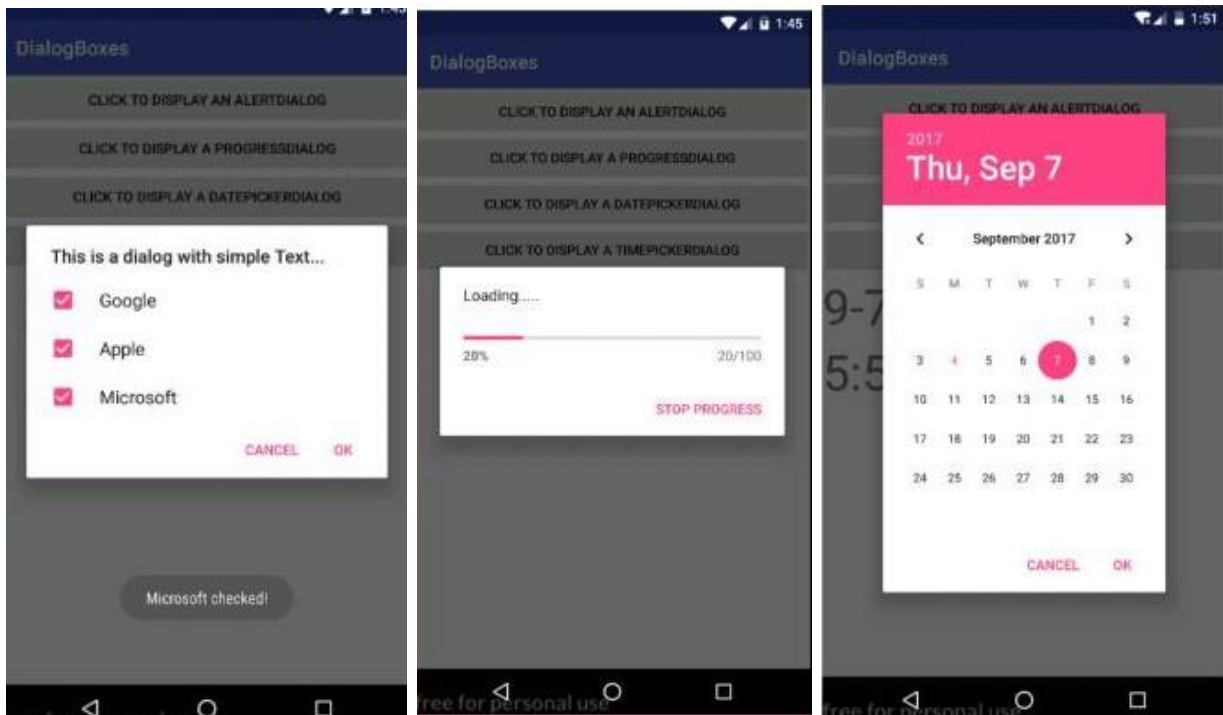 DialogBoxes
CLICK TO DISPLAY AN ALERTDIALOG
CLICK TO DISPLAY A PROGRESSDIALOG
CLICK TO DISPLAY A DATEPICKERDIALOG
This is a dialog with simple Text...
Google
Apple
Microsoft
CANCEL OK
Microsoft checked!
1:45
DialogBoxes
CLICK TO DISPLAY AN ALERTDIALOG
CLICK TO DISPLAY A PROGRESSDIALOG
CLICK TO DISPLAY A DATEPICKERDIALOG
CLICK TO DISPLAY A TIMEPICKERDIALOG
Loading.....
20% 20/100
STOP PROGRESS
free for personal use
1:51
DialogBoxes
CLICK TO DISPLAY AN ALERTDIALOG
2017
Thu, Sep 7
September 2017
S M T W T F S
1 2
3 4 5 6 7 8 9
10 11 12 13 14 15 16
17 18 19 20 21 22 23
24 25 26 27 28 29 30
CANCEL OK
9-7
5:5
free for personal use